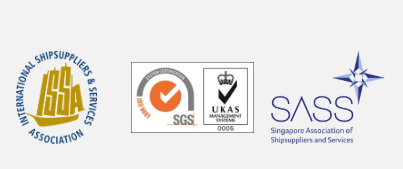 INTERNATIONAL SHIPSUPPLIERS & SERVICES
ISSA
ASSOCIATION
ISO 9001
SGS
UKAS
MANAGEMENT
SYSTEMS
0005
SASS
Singapore Association of
Shipsuppliers and Services